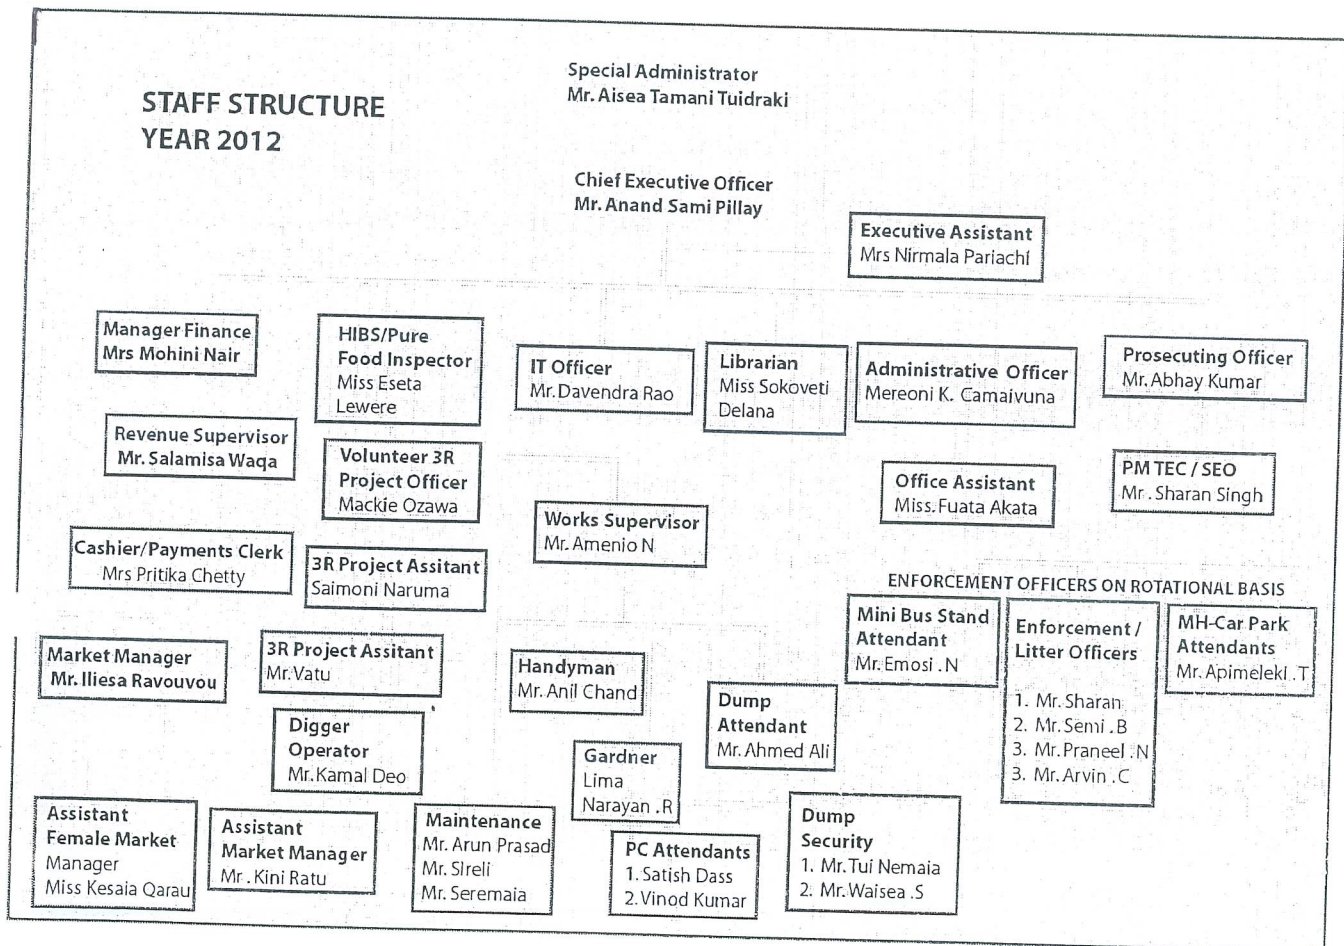 STAFF STRUCTURE
YEAR 2012
Special Administrator
Mr. Aisea Tamani Tuidraki
Chief Executive Officer
Mr. Anand Sami Pillay
Executive Assistant
Mrs Nirmala Pariachi
Manager Finance
Mrs Mohini Nair
HIBS/Pure
Food Inspector
Miss Eseta
Lewere
IT Officer
Mr. Davendra Rao
Librarian
Miss Sokoveti
Delana
Administrative Officer
Mereoni K. Camaivuna
Prosecuting Officer
Mr. Abhay Kumar
Revenue Supervisor
Mr. Salamisa Waqa
Volunteer 3R
Project Officer
Mackie Ozawa
Works Supervisor
Mr. Amenio N
Office Assistant
Miss. Fuata Akata
PM TEC / SEO
Mr . Sharan Singh
Cashier/Payments Clerk
Mrs Pritika Chetty
3R Project Assitant
Saimoni Naruma
ENFORCEMENT OFFICERS ON ROTATIONAL BASIS
Mini Bus Stand
Attendant
Mr. Emosi . N
Enforcement /
Litter Officers
1. Mr. Sharan
2. Mr. Semi . B
3. Mr. Praneel . N
3. Mr. Arvin . C
MH-Car Park
Attendants
Mr. Apimeleki . T
Market Manager
Mr. Iliesa Ravouvou
3R Project Assitant
Mr. Vatu
Handyman
Mr. Anil Chand
Dump
Attendant
Mr. Ahmed Ali
Digger
Operator
Mr. Kamal Deo
Gardner
Lima
Narayan . R
Assistant
Female Market
Manager
Miss Kesaia Qarau
Assistant
Market Manager
Mr . Kini Ratu
Maintenance
Mr. Arun Prasad
Mr. Sireli
Mr. Seremaia
PC Attendants
1. Satish Dass
2. Vinod Kumar
Dump
Security
1. Mr. Tui Nemaia
2. Mr. Waisea . S